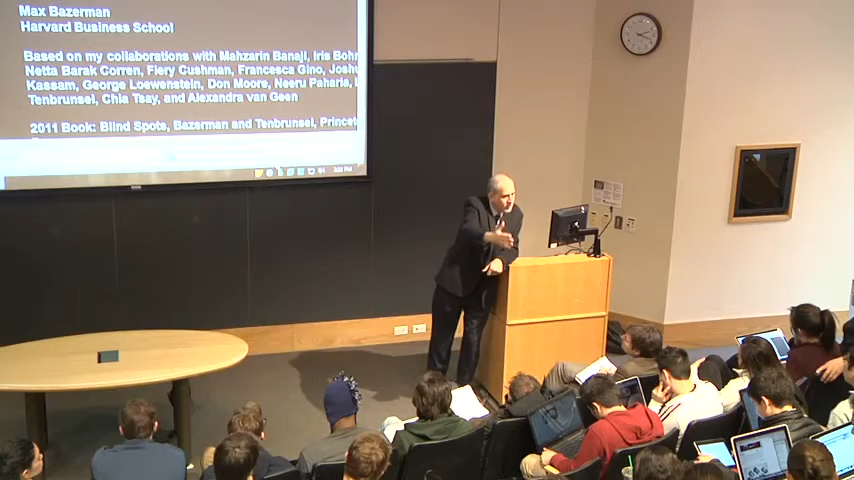 Max Bazerman
Harvard Business School
Based on my collaborations with Mahzarin Banaji, Iris Bohn
Netta Barak Corren, Fiery Cushman, Francesca Gino, Joshu
Kassam, George Loewenstein, Don Moore, Neeru Paharia,
Tenbrunsel, Chia Tsay, and Alexandra van Geen
2011 Book: Blind Spots, Bazerman and Tenbrunsel, Princet